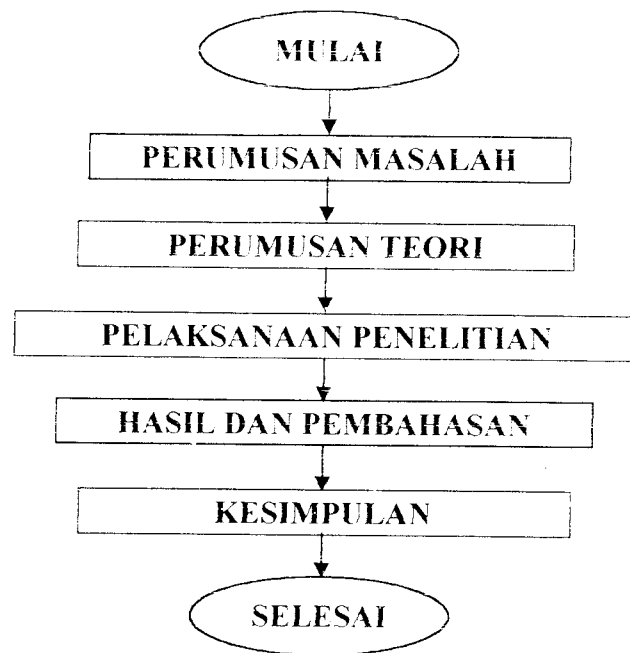 MULAI
PERUMUSAN MASALAH
PERUMUSAN TEORI
PELAKSANAAN PENELITIAN
HASIL DAN PEMBAHASAN
KESIMPULAN
SELESAI